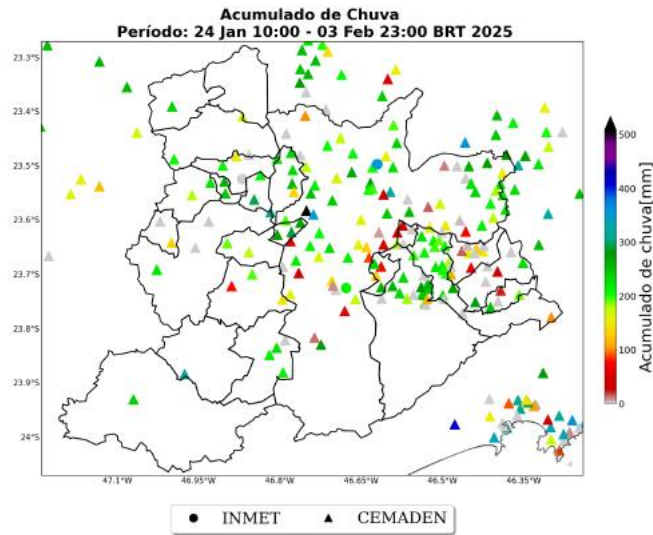 Acumulado de Chuva
Período: 24 Jan 10:00 - 03 Feb 23:00 BRT 2025
23.3°S
23.4°S
23.5°S
23.6°S
23.7°S
23.8°S
23.9°S
24°S
47.1°W
46.95°W
46.8°W
46.65°W
46.5°W
46.35°W
500
400
300
200
100
0
Acumulado de chuva[mm]
INMET
CEMADEN